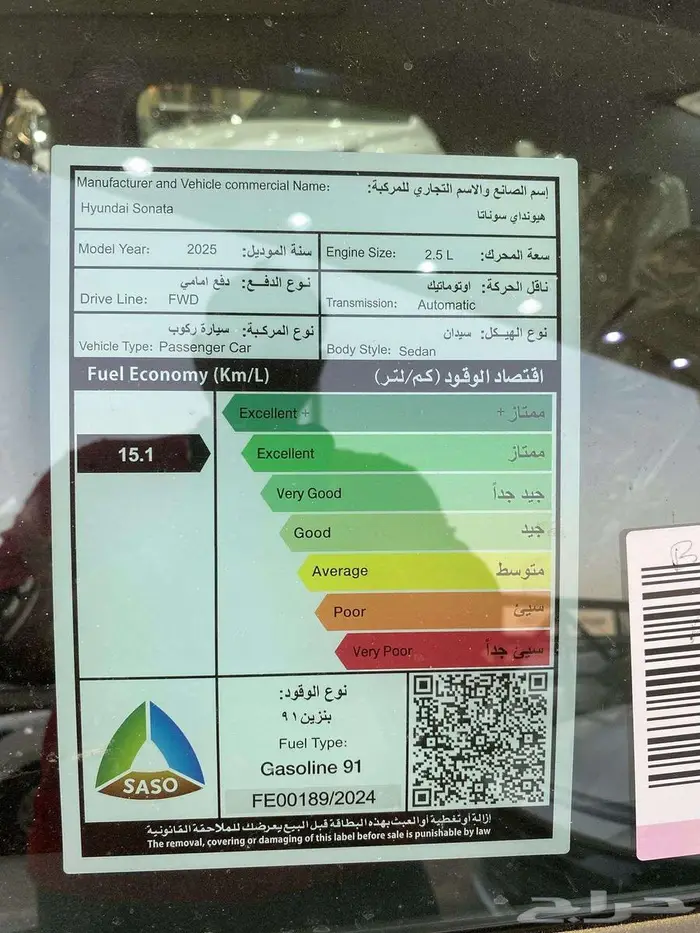 Manufacturer and Vehicle commercial Name: إسم الصانع والاسم التجاري للمركبة:
Hyundai Sonata هيونداي سوناتا
Model Year: 2025 سنة الموديل:
Engine Size: 2.5 L سعة المحرك:
نوع الدفـــع: دفع امامي
Drive Line: FWD
ناقل الحركة: اوتوماتيك
Transmission: Automatic
نوع المركبة: سيارة ركوب
Vehicle Type: Passenger Car
نوع الهيكـــل: سيدان
Body Style: Sedan
Fuel Economy (Km/L) اقتصاد الوقود (كم/لتر)
Excellent + ممتاز +
15.1
Excellent ممتاز
Very Good جيد جداً
Good جيد
Average متوسط
Poor سيئ
Very Poor سيئ جداً
نوع الوقود:
بنزين ٩١
Fuel Type:
Gasoline 91
SASO
FE00189/2024
إزالة أو تغطية أو العبث بهذه البطاقة قبل البيع يعرضك للملاحقة القانونية
The removal, covering or damaging of this label before sale is punishable by law
B
حراج